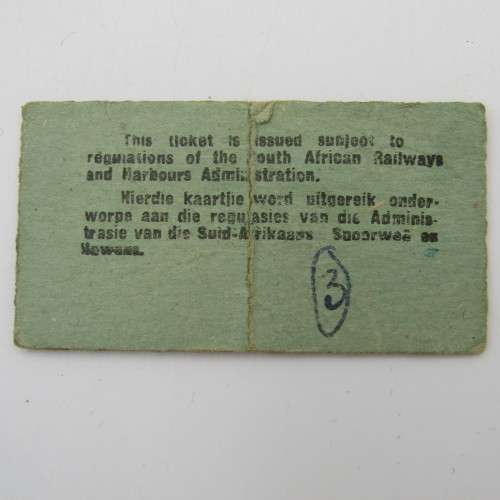 This ticket is issued subject to
regulations of the South African Railways
and Harbours Administration.
Hierdie kaartjie word uitgereik onder-
worpe aan die regulasies van die Adminis-
trasie van die Suid-Afrikaans Spoorweë en
Hawens.
3